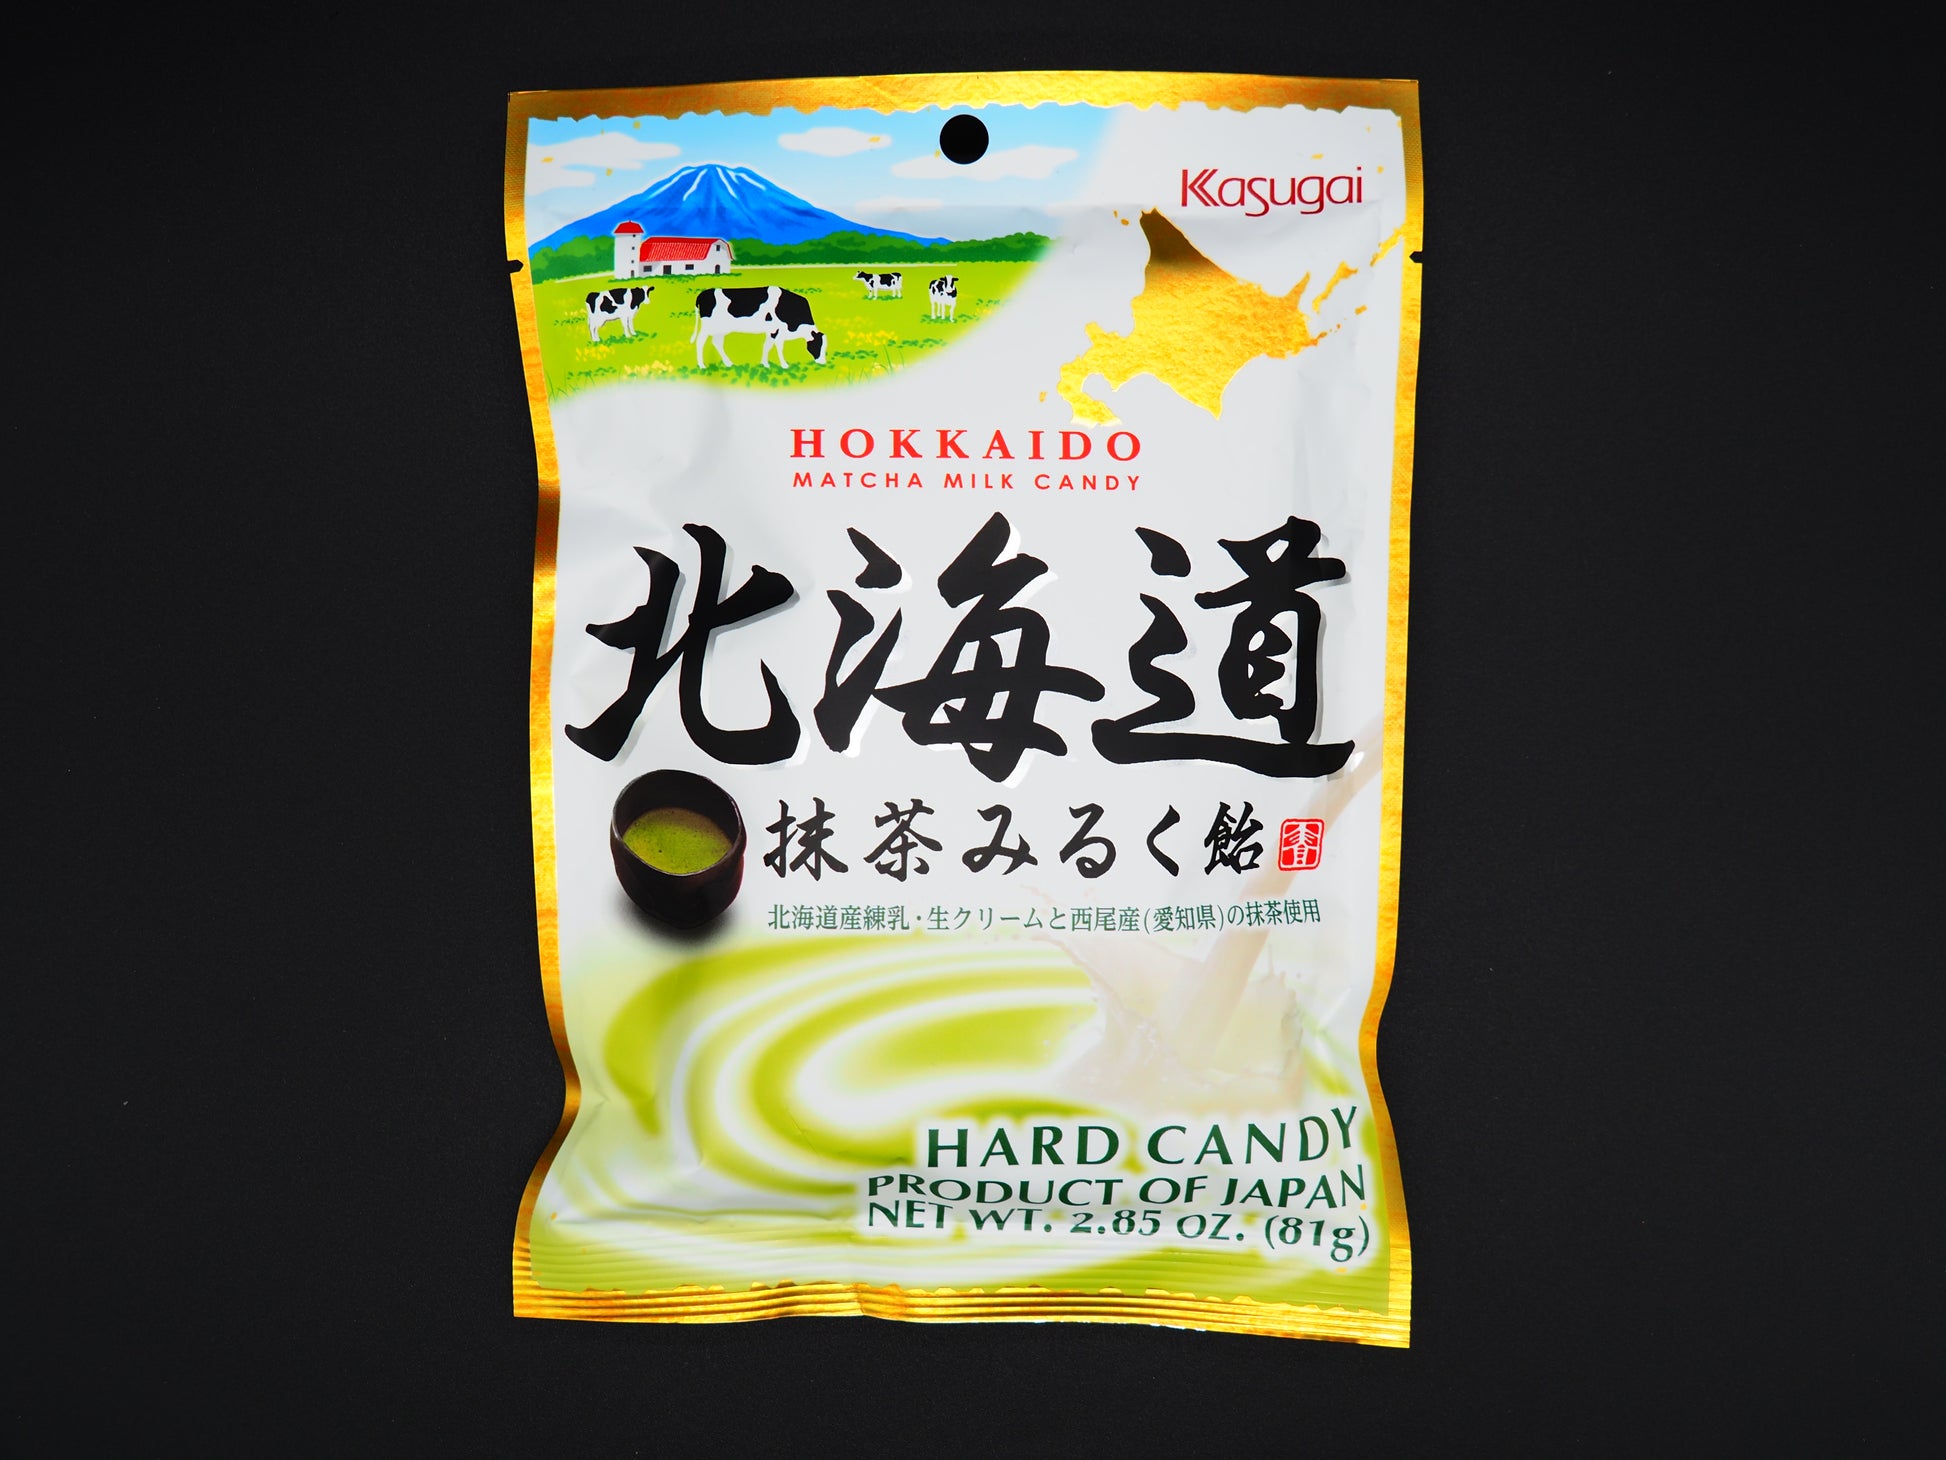 Kasugai
HOKKAIDO
MATCHA MILK CANDY
北海道
抹茶みるく飴
北海道産練乳・生クリームと西尾産(愛知県)の抹茶使用
HARD CANDY
PRODUCT OF JAPAN
NET WT. 2.85 OZ. (81g)